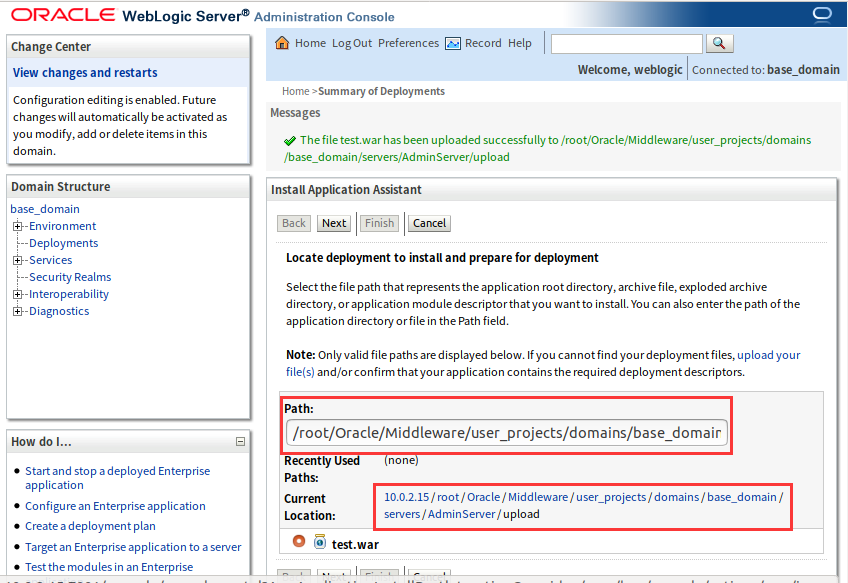 ORACLE WebLogic Server® Administration Console
Change Center
View changes and restarts
Configuration editing is enabled. Future
changes will automatically be activated as
you modify, add or delete items in this
domain.
Domain Structure
base_domain
Environment
Deployments
Services
Security Realms
Interoperability
Diagnostics
How do I...
Start and stop a deployed Enterprise
application
Configure an Enterprise application
Create a deployment plan
Target an Enterprise application to a server
Test the modules in an Enterprise
Home Log Out Preferences Record Help
Welcome, weblogic Connected to: base_domain
Home >Summary of Deployments
Messages
The file test.war has been uploaded successfully to /root/Oracle/Middleware/user_projects/domains
/base_domain/servers/AdminServer/upload
Install Application Assistant
Back Next Finish Cancel
Locate deployment to install and prepare for deployment
Select the file path that represents the application root directory, archive file, exploded archive
directory, or application module descriptor that you want to install. You can also enter the path of the
application directory or file in the Path field.
Note: Only valid file paths are displayed below. If you cannot find your deployment files, upload your
file(s) and/or confirm that your application contains the required deployment descriptors.
Path:
/root/Oracle/Middleware/user_projects/domains/base_domain
Recently Used
Paths:
(none)
Current
Location:
10.0.2.15 / root / Oracle / Middleware / user_projects / domains / base_domain /
servers / AdminServer / upload
test.war
Back Next Finish Cancel